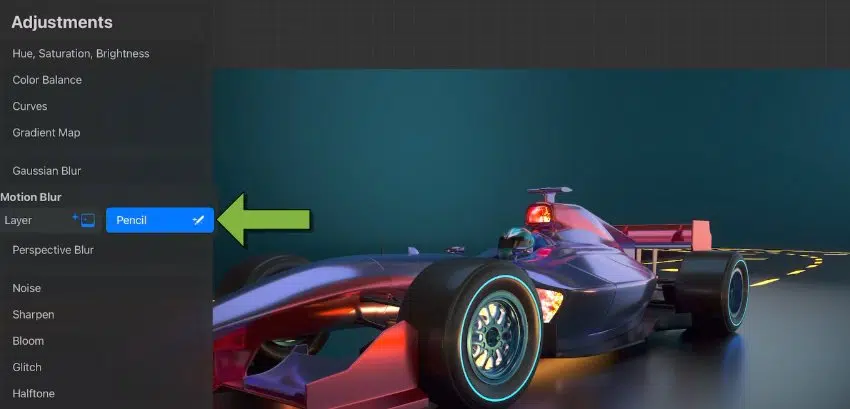 Adjustments
Hue, Saturation, Brightness
Color Balance
Curves
Gradient Map
Gaussian Blur
Motion Blur
Layer Pencil
Perspective Blur
Noise
Sharpen
Bloom
Glitch
Halftone